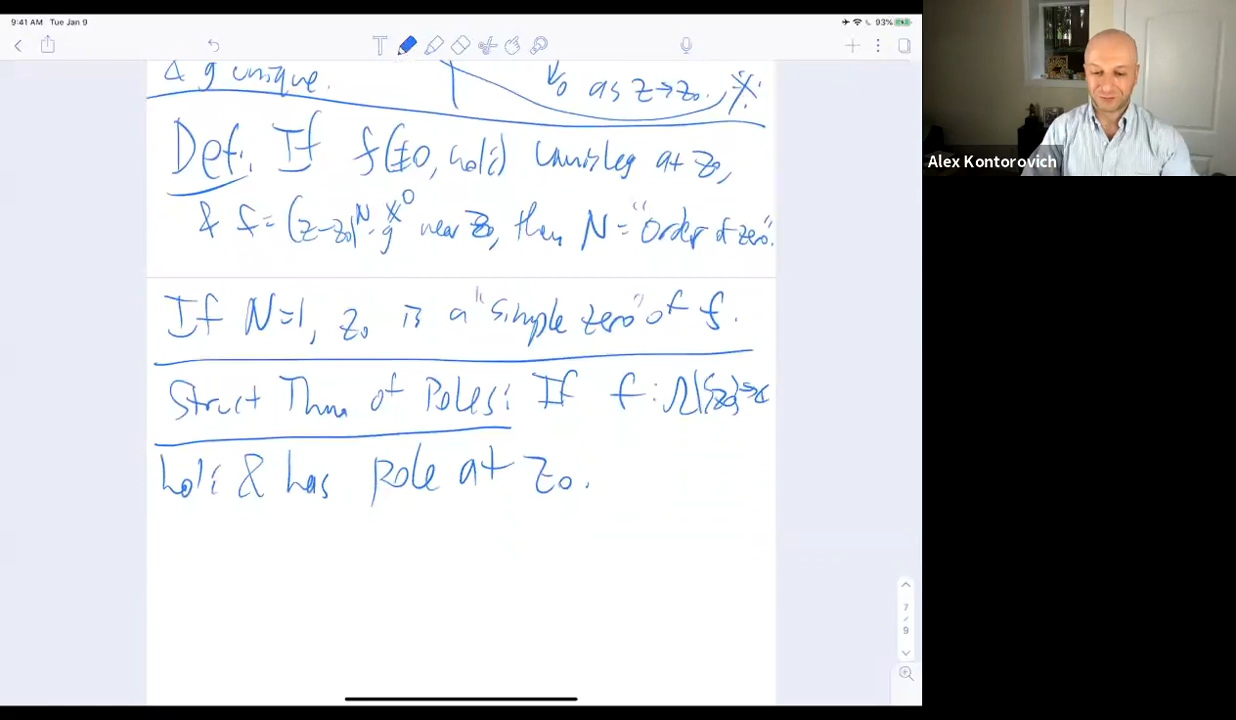 9:41 AM Tue Jan 9
93%
& g unique.
as z→z₀.
Def: If f(≢0, hol:) vanishes at z₀,
& f=(z-z₀)ᴺ·g near z₀, then N="order of zero".
If N=1, z₀ is a "simple zero" of f.
Struct Thm of Poles: If f:Ω\{z₀}→ℂ
hol: & has pole at z₀.
7
/
9
Alex Kontorovich